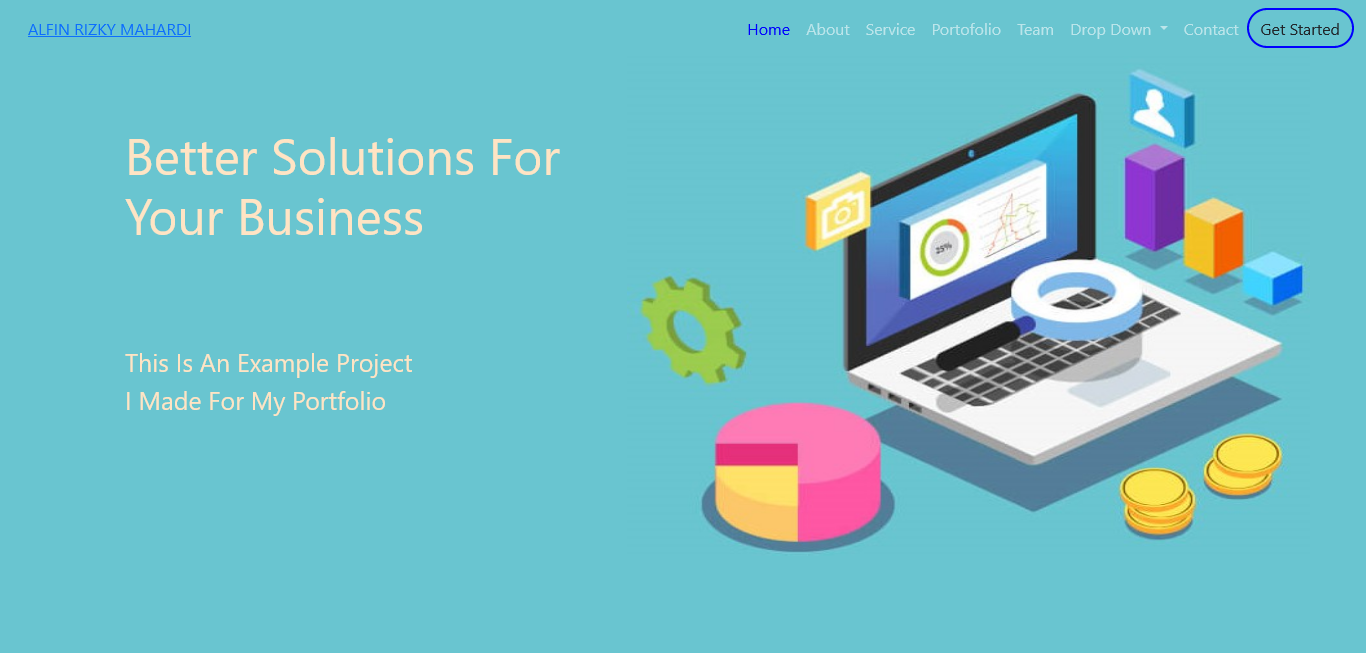 ALFIN RIZKY MAHARDI
Home About Service Portofolio Team Drop Down Contact Get Started
Better Solutions For
Your Business
25%
This Is An Example Project
I Made For My Portfolio